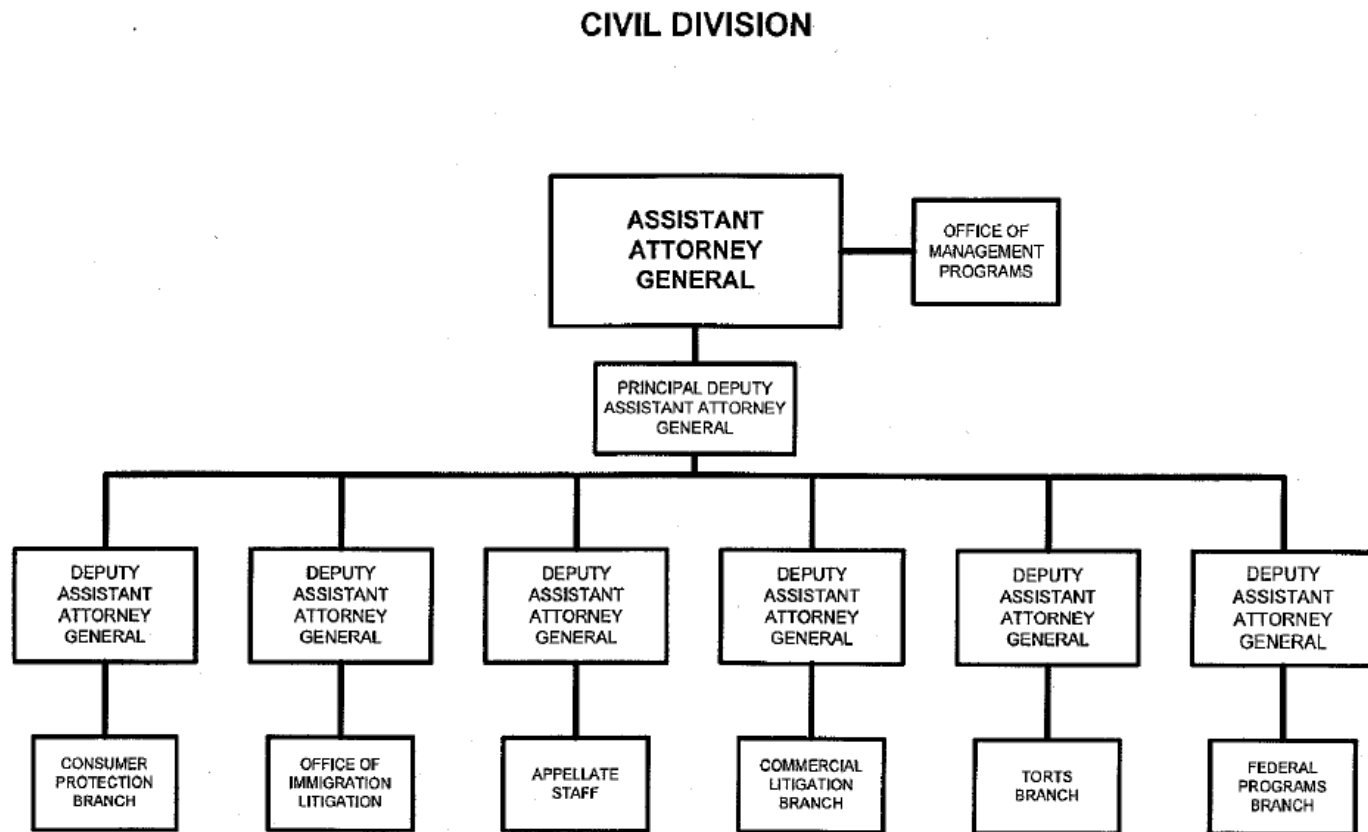 CIVIL DIVISION
ASSISTANT
ATTORNEY
GENERAL
OFFICE OF
MANAGEMENT
PROGRAMS
PRINCIPAL DEPUTY
ASSISTANT ATTORNEY
GENERAL
DEPUTY
ASSISTANT
ATTORNEY
GENERAL
DEPUTY
ASSISTANT
ATTORNEY
GENERAL
DEPUTY
ASSISTANT
ATTORNEY
GENERAL
DEPUTY
ASSISTANT
ATTORNEY
GENERAL
DEPUTY
ASSISTANT
ATTORNEY
GENERAL
DEPUTY
ASSISTANT
ATTORNEY
GENERAL
CONSUMER
PROTECTION
BRANCH
OFFICE OF
IMMIGRATION
LITIGATION
APPELLATE
STAFF
COMMERCIAL
LITIGATION
BRANCH
TORTS
BRANCH
FEDERAL
PROGRAMS
BRANCH